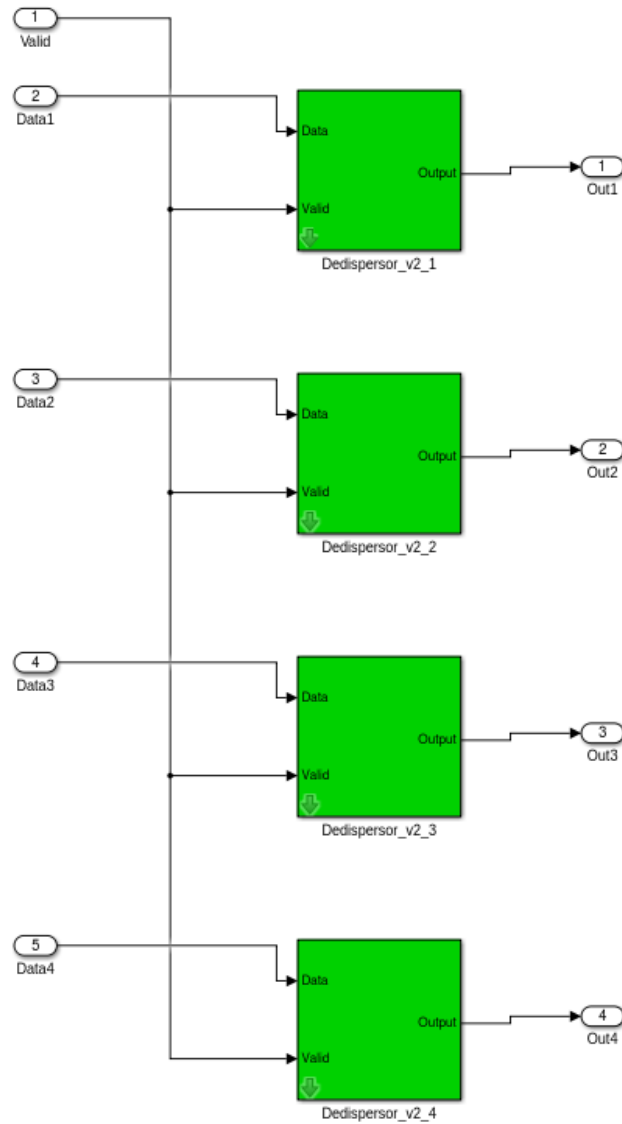 1
Valid
2
Data1
Data
Output
1
Out1
Valid
Dedispersor_v2_1
3
Data2
Data
Output
2
Out2
Valid
Dedispersor_v2_2
4
Data3
Data
Output
3
Out3
Valid
Dedispersor_v2_3
5
Data4
Data
Output
4
Out4
Valid
Dedispersor_v2_4